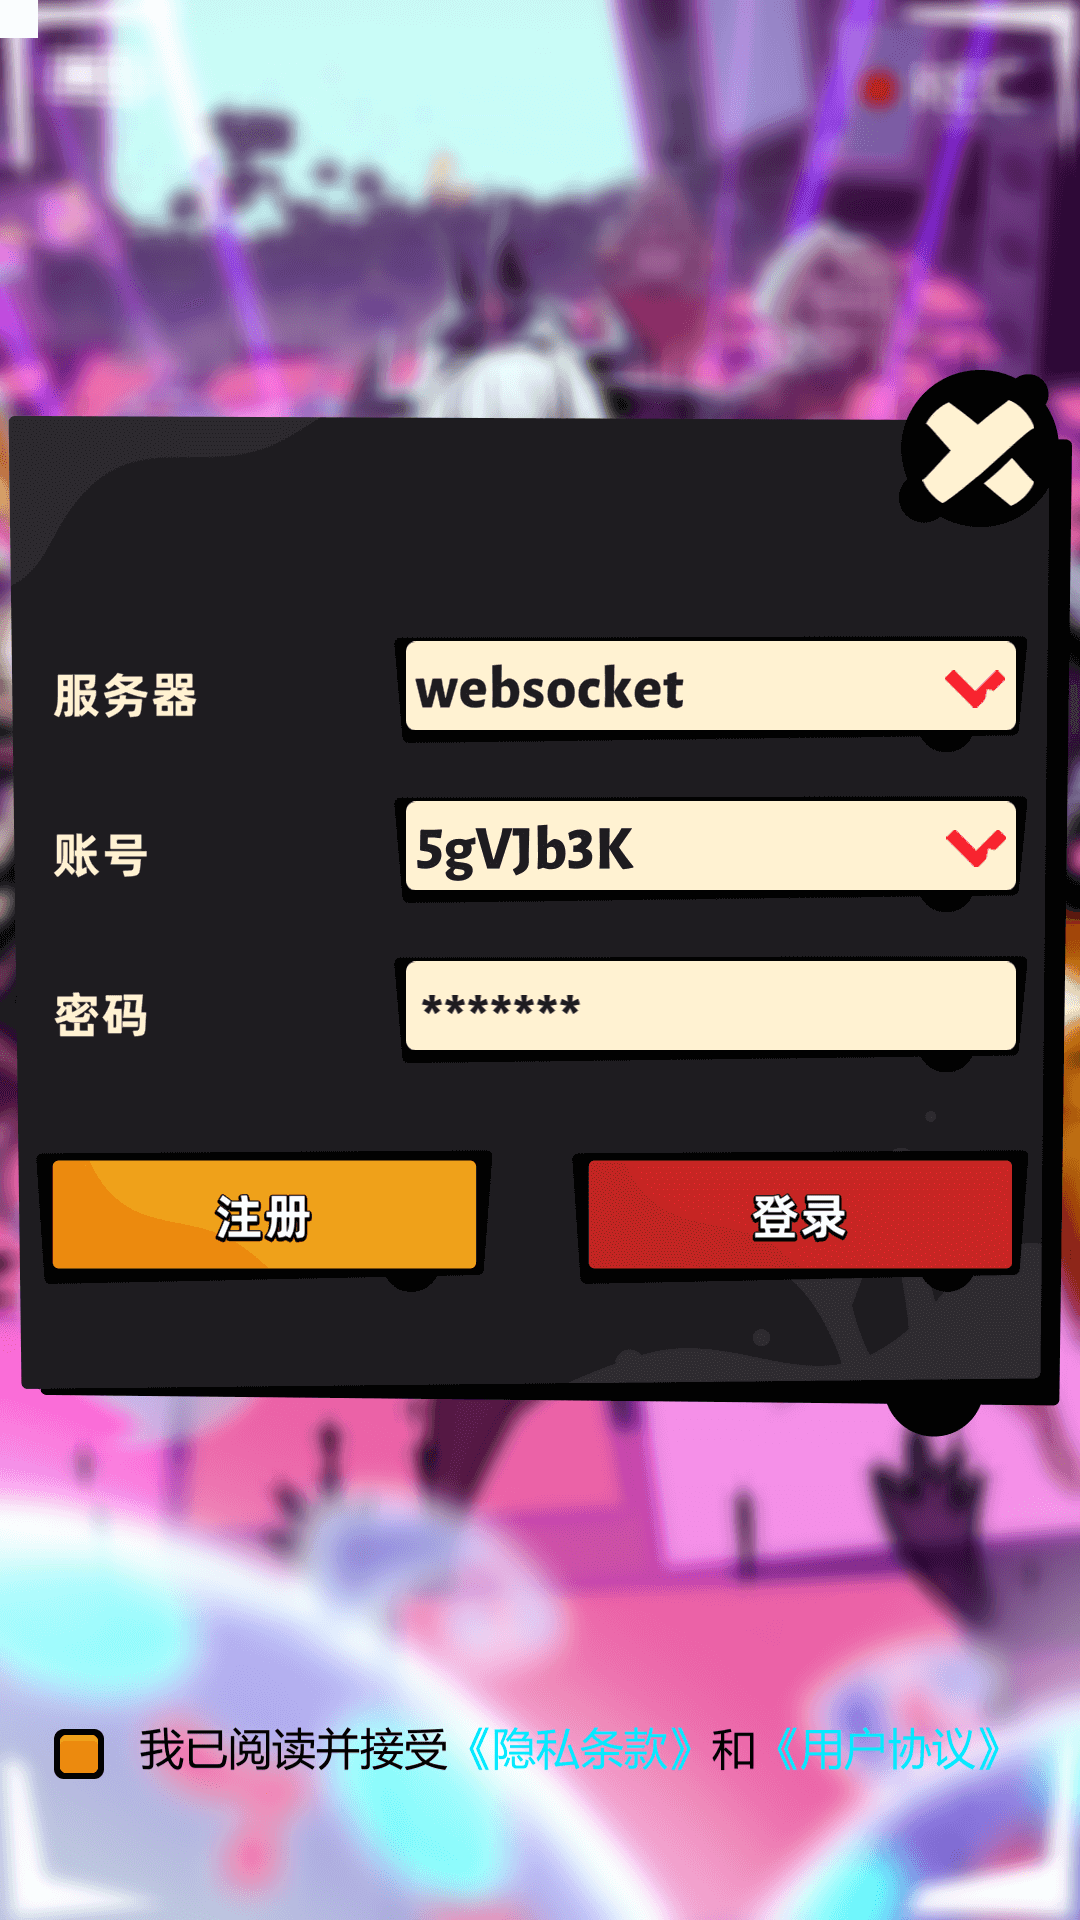 REC
服务器 websocket
账号 5gVJb3K
密码 *******
注册 登录
我已阅读并接受《隐私条款》和《用户协议》